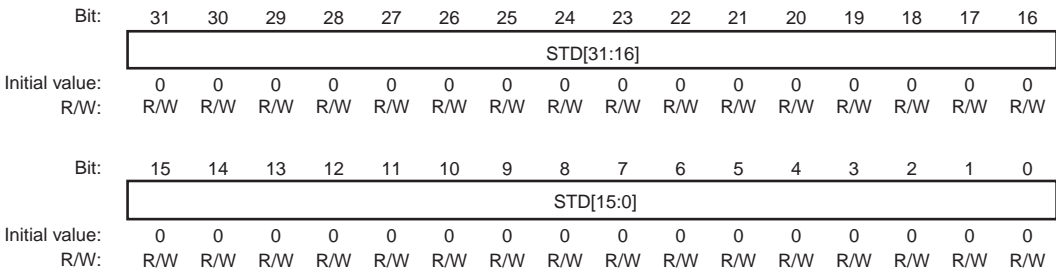 Bit: 31 30 29 28 27 26 25 24 23 22 21 20 19 18 17 16
STD[31:16]
Initial value: 0 0 0 0 0 0 0 0 0 0 0 0 0 0 0 0
R/W: R/W R/W R/W R/W R/W R/W R/W R/W R/W R/W R/W R/W R/W R/W R/W R/W
Bit: 15 14 13 12 11 10 9 8 7 6 5 4 3 2 1 0
STD[15:0]
Initial value: 0 0 0 0 0 0 0 0 0 0 0 0 0 0 0 0
R/W: R/W R/W R/W R/W R/W R/W R/W R/W R/W R/W R/W R/W R/W R/W R/W R/W